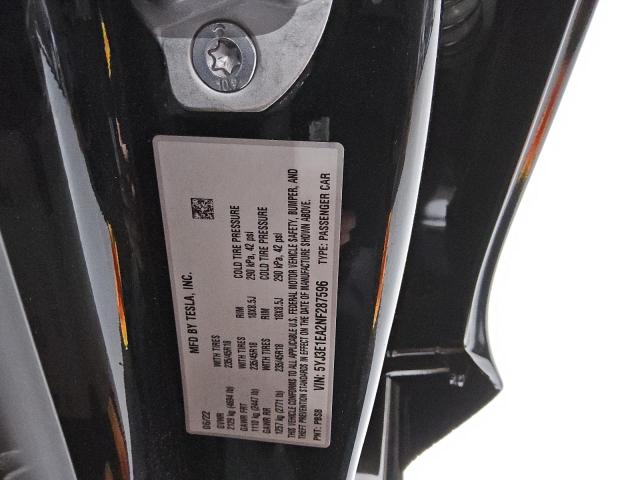 MFD BY TESLA, INC.
06/22
GVWR
2129 kg (4694 lb)
GAWR FRT WITH TIRES RIM COLD TIRE PRESSURE
1110 kg (2447 lb) 235/45R18 18X8.5J 290 kPa, 42 psi
GAWR RR WITH TIRES RIM COLD TIRE PRESSURE
1257 kg (2771 lb) 235/45R18 18X8.5J 290 kPa, 42 psi
THIS VEHICLE CONFORMS TO ALL APPLICABLE U.S. FEDERAL MOTOR VEHICLE SAFETY, BUMPER, AND
THEFT PREVENTION STANDARDS IN EFFECT ON THE DATE OF MANUFACTURE SHOWN ABOVE.
VIN: 5YJ3E1EA2NF287596 TYPE: PASSENGER CAR
PNT: PBSB